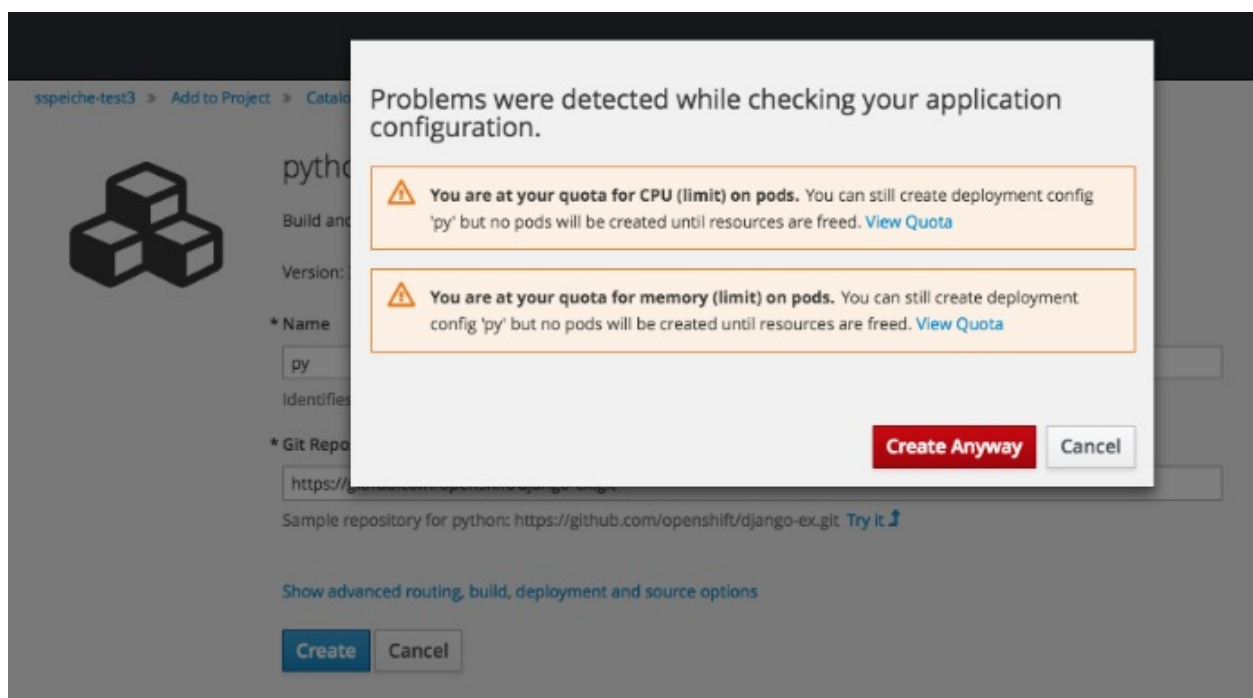 sspeiche-test3 » Add to Project » Catalo
Problems were detected while checking your application
configuration.
You are at your quota for CPU (limit) on pods. You can still create deployment config
'py' but no pods will be created until resources are freed. View Quota
You are at your quota for memory (limit) on pods. You can still create deployment
config 'py' but no pods will be created until resources are freed. View Quota
Create Anyway
Cancel
pytho
Build and
Version:
* Name
py
Identifies
* Git Repo
https://g
Sample repository for python: https://github.com/openshift/django-ex.git Try it
Show advanced routing, build, deployment and source options
Create
Cancel